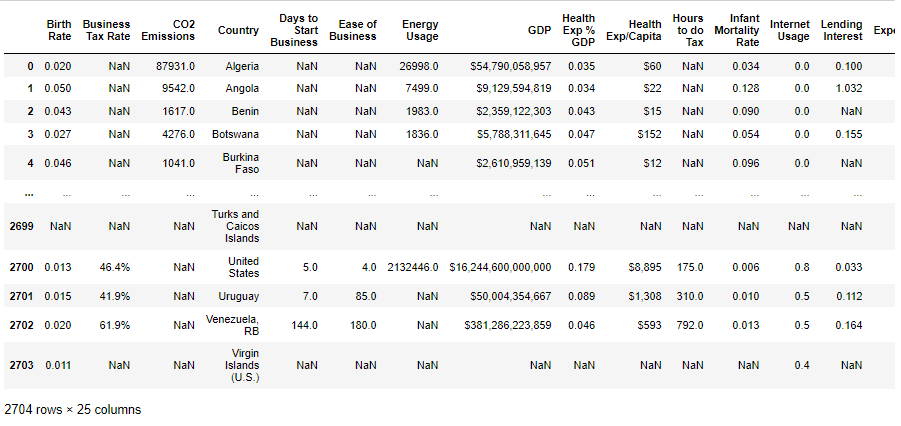 Birth Rate Business Tax Rate CO2 Emissions Country Days to Start Business Ease of Business Energy Usage GDP Health Exp % GDP Health Exp/Capita Hours to do Tax Infant Mortality Rate Internet Usage Lending Interest Expe
0 0.020 NaN 87931.0 Algeria NaN NaN 26998.0 $54,790,058,957 0.035 $60 NaN 0.034 0.0 0.100
1 0.050 NaN 9542.0 Angola NaN NaN 7499.0 $9,129,594,819 0.034 $22 NaN 0.128 0.0 1.032
2 0.043 NaN 1617.0 Benin NaN NaN 1983.0 $2,359,122,303 0.043 $15 NaN 0.090 0.0 NaN
3 0.027 NaN 4276.0 Botswana NaN NaN 1836.0 $5,788,311,645 0.047 $152 NaN 0.054 0.0 0.155
4 0.046 NaN 1041.0 Burkina Faso NaN NaN NaN $2,610,959,139 0.051 $12 NaN 0.096 0.0 NaN
... ... ... ... ... ... ... ... ... ... ... ... ... ... ...
2699 NaN NaN NaN Turks and Caicos Islands NaN NaN NaN NaN NaN NaN NaN NaN NaN NaN
2700 0.013 46.4% NaN United States 5.0 4.0 2132446.0 $16,244,600,000,000 0.179 $8,895 175.0 0.006 0.8 0.033
2701 0.015 41.9% NaN Uruguay 7.0 85.0 NaN $50,004,354,667 0.089 $1,308 310.0 0.010 0.5 0.112
2702 0.020 61.9% NaN Venezuela, RB 144.0 180.0 NaN $381,286,223,859 0.046 $593 792.0 0.013 0.5 0.164
2703 0.011 NaN NaN Virgin Islands (U.S.) NaN NaN NaN NaN NaN NaN NaN NaN 0.4 NaN
2704 rows × 25 columns